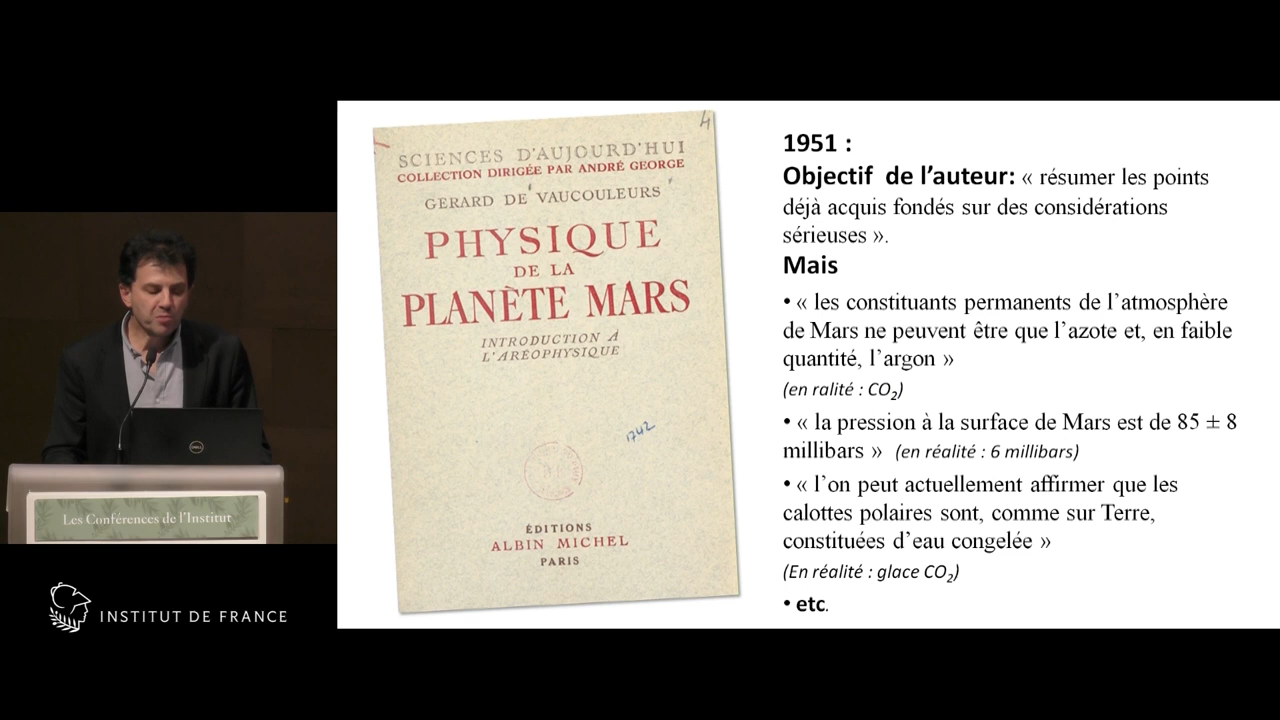 Les Conférences de l'Institut
DELL
INSTITUT DE FRANCE
4
SCIENCES D'AUJOURD'HUI
COLLECTION DIRIGÉE PAR ANDRÉ GEORGE
GÉRARD DE VAUCOULEURS
PHYSIQUE
DE LA
PLANÈTE MARS
INTRODUCTION À
L'ARÉOPHYSIQUE
1742
ÉDITIONS
ALBIN MICHEL
PARIS
1951 :
Objectif de l'auteur: « résumer les points
déjà acquis fondés sur des considérations
sérieuses ».
Mais
• « les constituants permanents de l'atmosphère
de Mars ne peuvent être que l'azote et, en faible
quantité, l'argon »
(en ralité : CO₂)
• « la pression à la surface de Mars est de 85 ± 8
millibars » (en réalité : 6 millibars)
• « l'on peut actuellement affirmer que les
calottes polaires sont, comme sur Terre,
constituées d'eau congelée »
(En réalité : glace CO₂)
• etc.